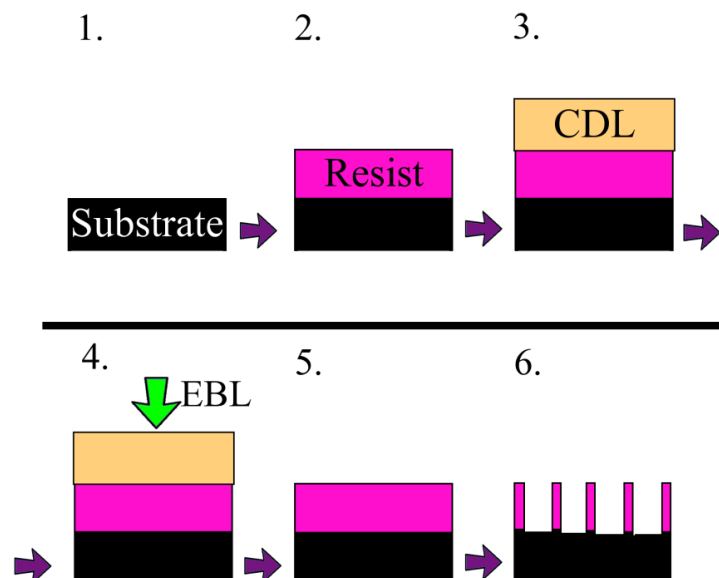 1.
2.
3.
Substrate
Resist
CDL
4.
5.
6.
EBL